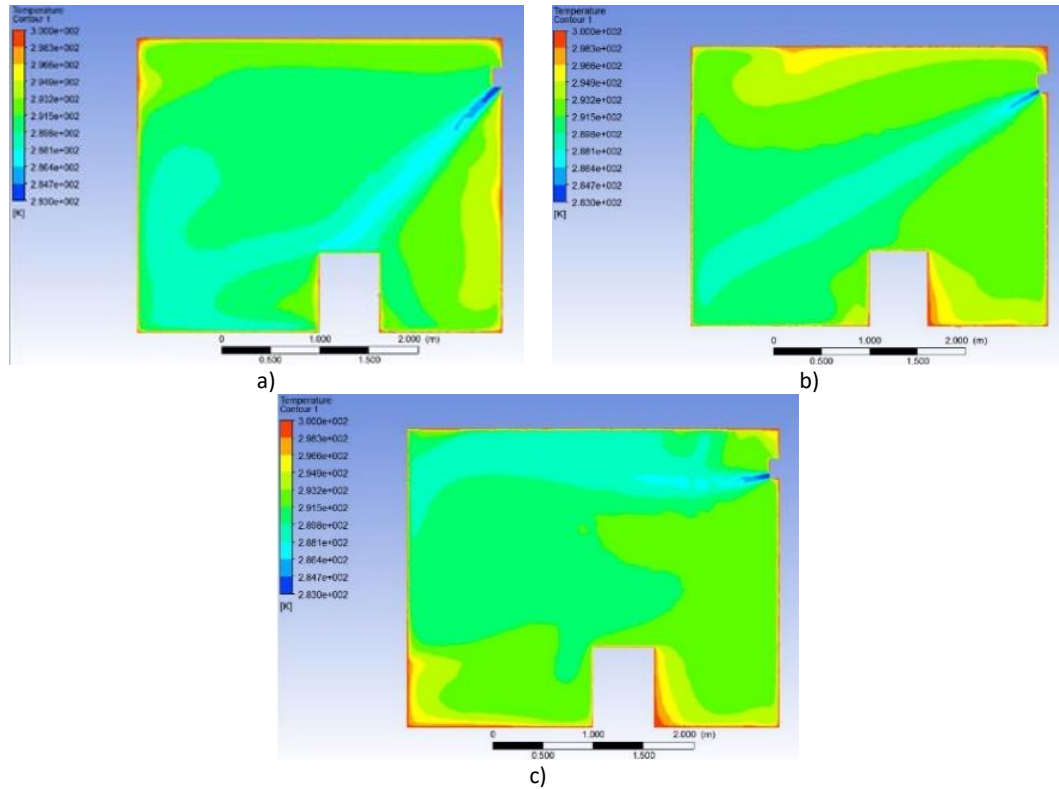 Temperature
Contour 1
3.000e+002
2.983e+002
2.966e+002
2.949e+002
2.932e+002
2.915e+002
2.898e+002
2.881e+002
2.864e+002
2.847e+002
2.830e+002
[K]
0 1.000 2.000 (m)
0.500 1.500
a)
Temperature
Contour 1
3.000e+002
2.983e+002
2.966e+002
2.949e+002
2.932e+002
2.915e+002
2.898e+002
2.881e+002
2.864e+002
2.847e+002
2.830e+002
[K]
0 1.000 2.000 (m)
0.500 1.500
b)
Temperature
Contour 1
3.000e+002
2.983e+002
2.966e+002
2.949e+002
2.932e+002
2.915e+002
2.898e+002
2.881e+002
2.864e+002
2.847e+002
2.830e+002
[K]
0 1.000 2.000 (m)
0.500 1.500
c)